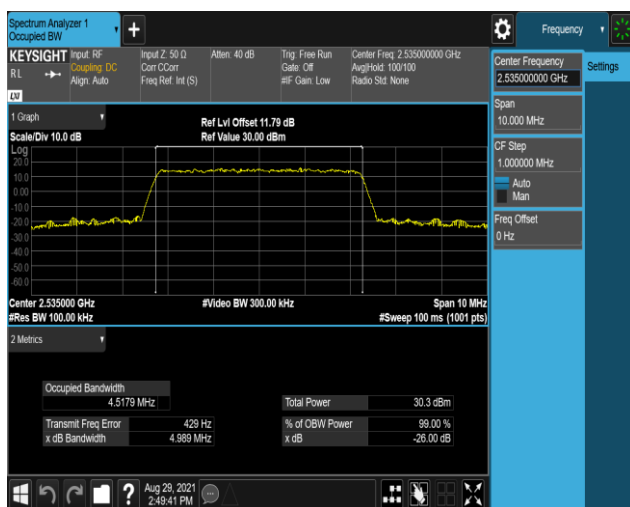 Spectrum Analyzer 1
Occupied BW
+
Frequency
KEYSIGHT
RL
LXI
Input: RF
Coupling: DC
Align: Auto
Input Z: 50 Ω
Corr CCorr
Freq Ref: Int (S)
Atten: 40 dB
Trig: Free Run
Gate: Off
#IF Gain: Low
Center Freq: 2.535000000 GHz
Avg|Hold: 100/100
Radio Std: None
Center Frequency
2.535000000 GHz
Settings
Span
10.000 MHz
CF Step
1.000000 MHz
Auto
Man
Freq Offset
0 Hz
1 Graph
Scale/Div 10.0 dB
Ref Lvl Offset 11.79 dB
Ref Value 30.00 dBm
Log
20.0
10.0
0.00
-10.0
-20.0
-30.0
-40.0
-50.0
-60.0
Center 2.535000 GHz
#Video BW 300.00 kHz
Span 10 MHz
#Res BW 100.00 kHz
#Sweep 100 ms (1001 pts)
2 Metrics
Occupied Bandwidth
4.5179 MHz
Total Power 30.3 dBm
Transmit Freq Error 429 Hz
% of OBW Power 99.00 %
x dB Bandwidth 4.989 MHz
x dB -26.00 dB
?
Aug 29, 2021
2:49:41 PM